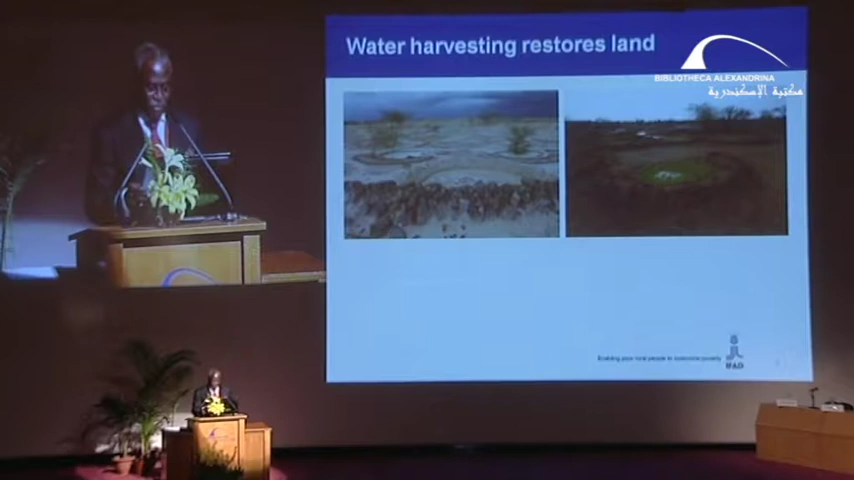 Water harvesting restores land
BIBLIOTHECA ALEXANDRINA
مكتبة الإسكندرية
Enabling poor rural people to overcome poverty
IFAD